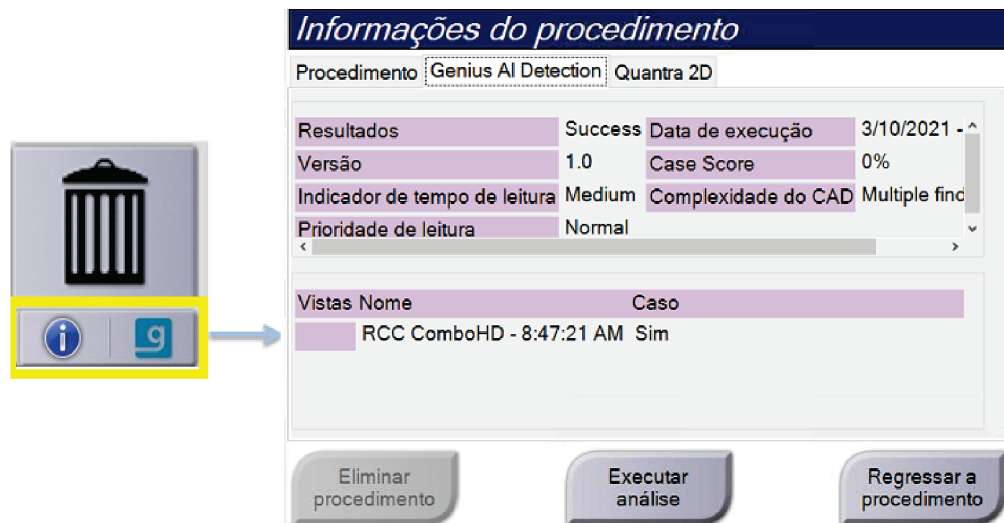 Informações do procedimento
Procedimento Genius AI Detection Quantra 2D
Resultados Success Data de execução 3/10/2021 -
Versão 1.0 Case Score 0%
Indicador de tempo de leitura Medium Complexidade do CAD Multiple find
Prioridade de leitura Normal
Vistas Nome Caso
RCC ComboHD - 8:47:21 AM Sim
i g
Eliminar procedimento
Executar análise
Regressar a procedimento